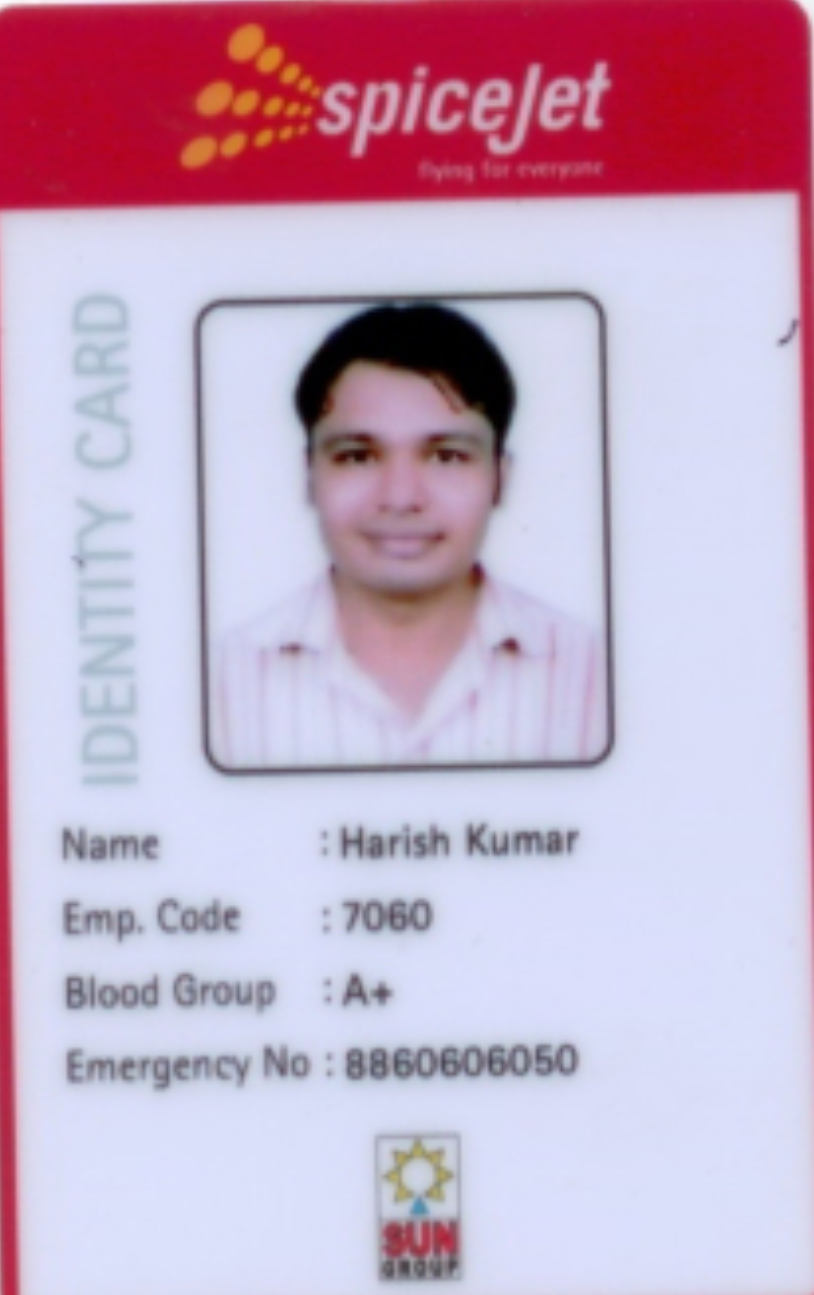 spiceJet
flying for everyone
IDENTITY CARD
Name : Harish Kumar
Emp. Code : 7060
Blood Group : A+
Emergency No : 8860606050
SUN
GROUP